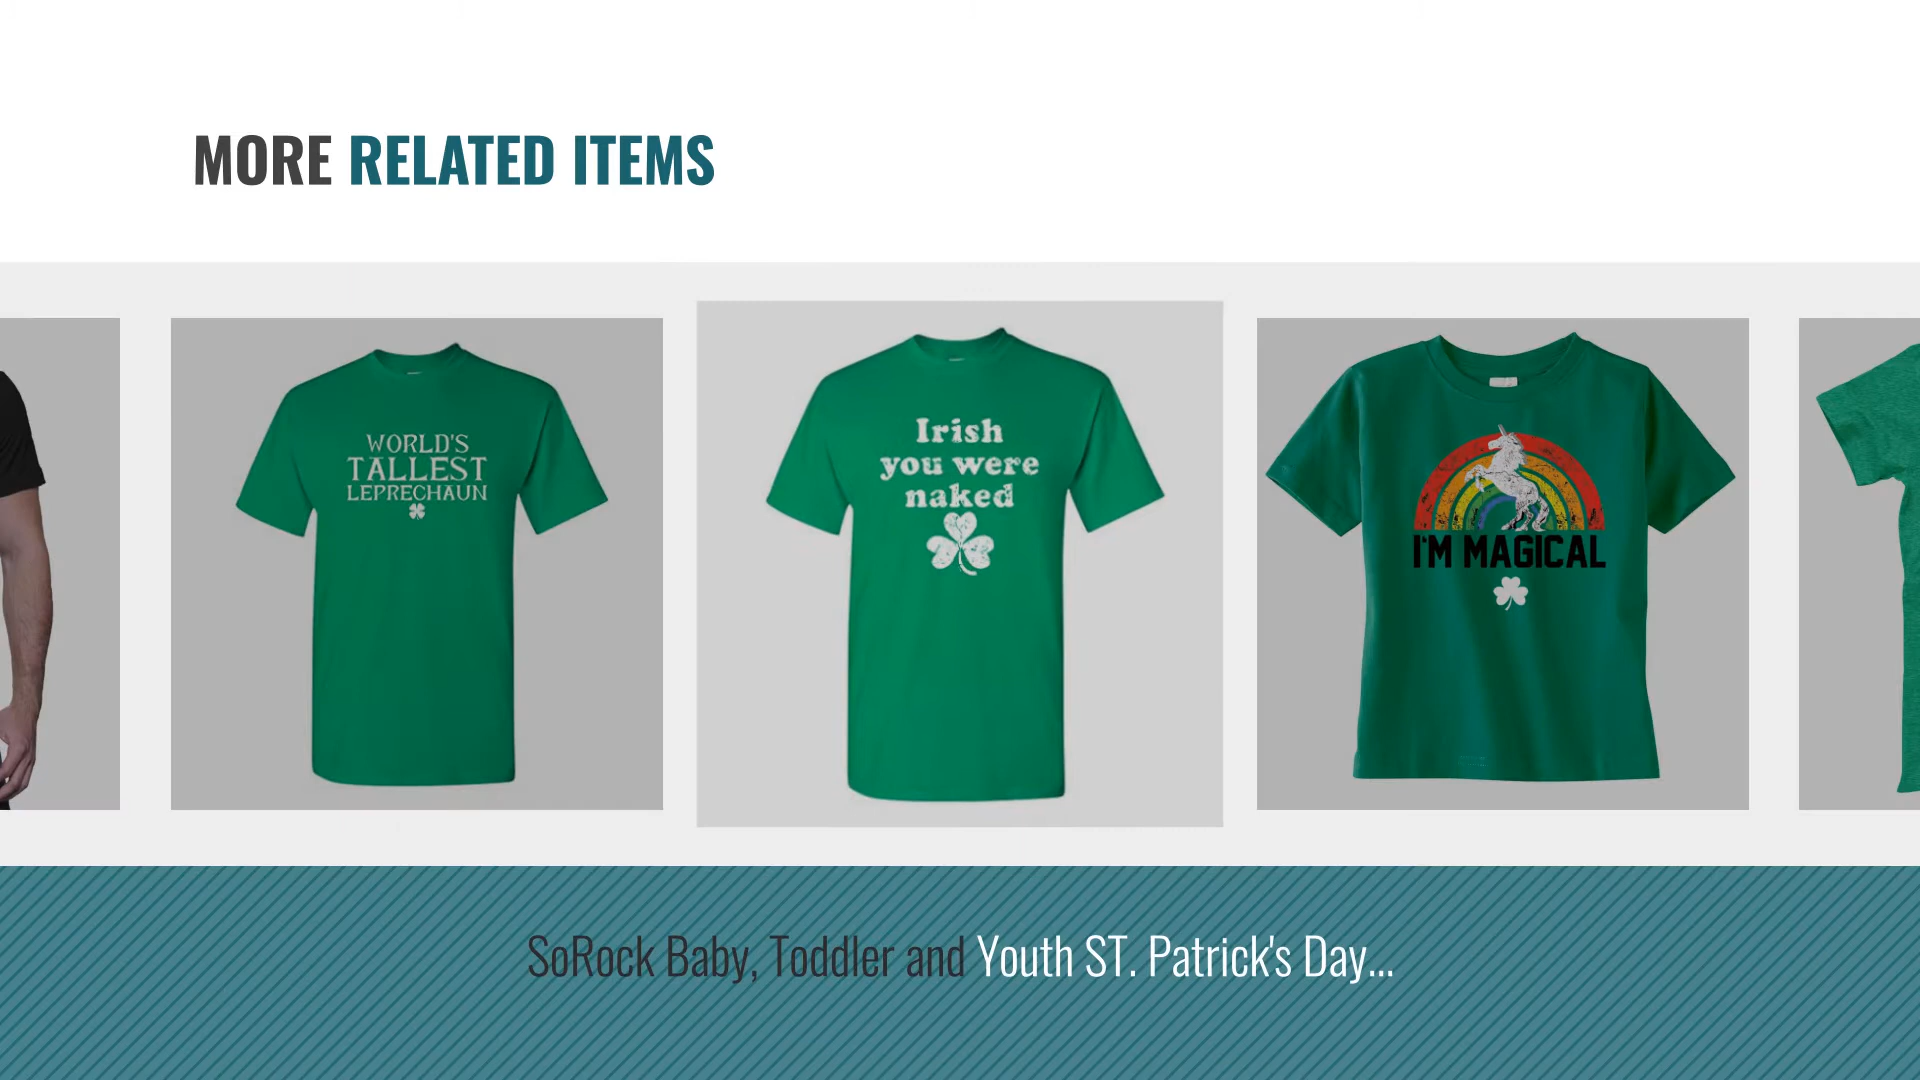 MORE RELATED ITEMS
WORLD'S
TALLEST
LEPRECHAUN
Irish
you were
naked
I'M MAGICAL
SoRock Baby, Toddler and Youth ST. Patrick's Day...